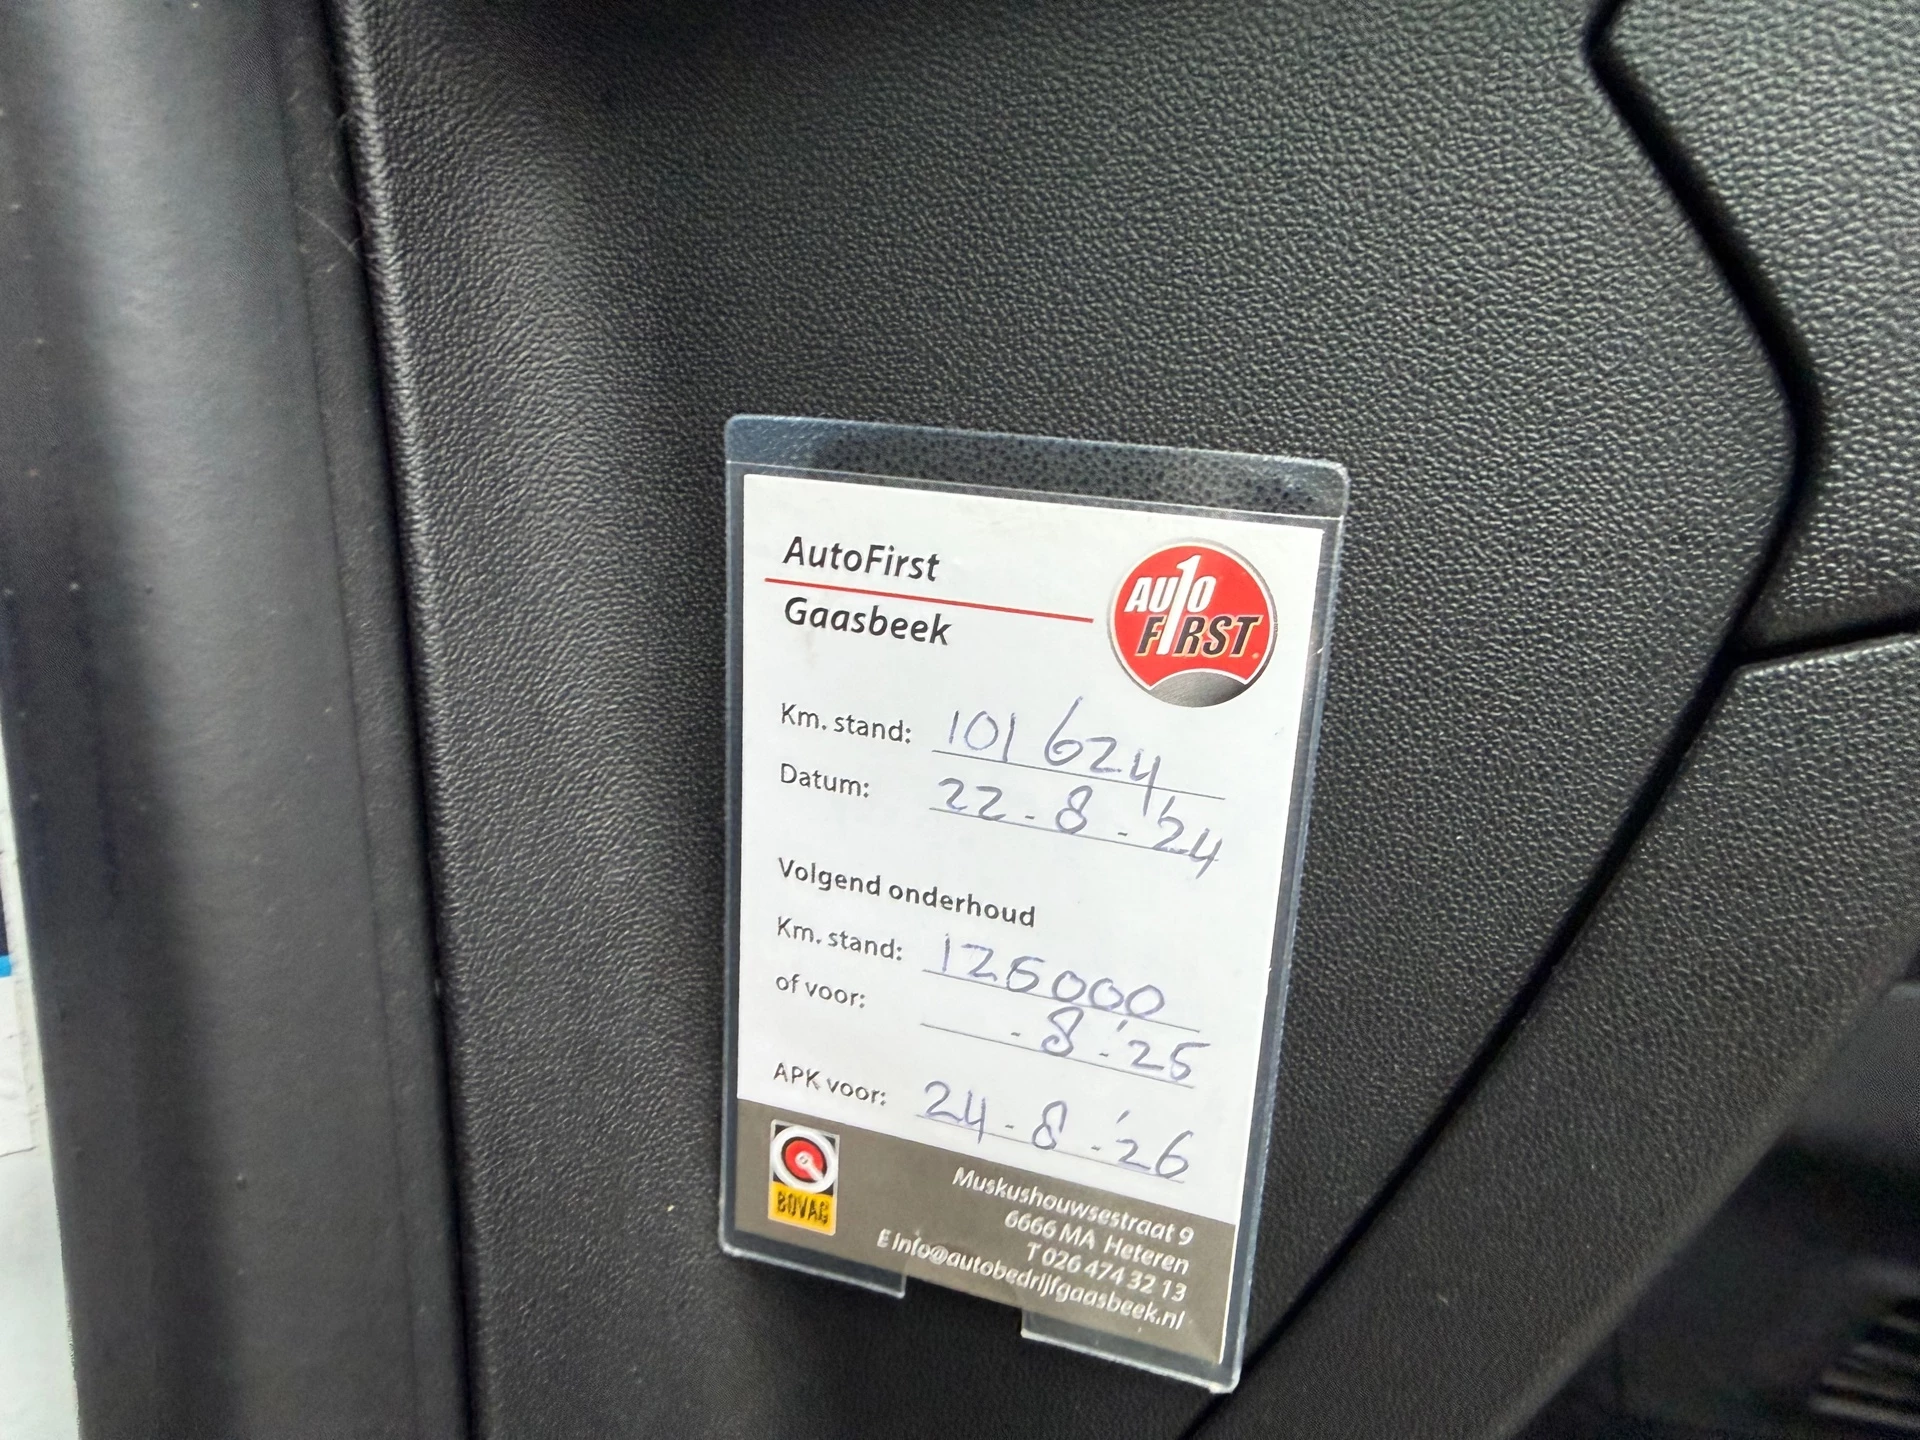 AutoFirst
Gaasbeek
AUTO
FIRST
Km. stand: 101 624
Datum: 22 - 8 - '24
Volgend onderhoud
Km. stand: 125000
of voor: - 8 - '25
APK voor: 24 - 8 - '26
BOVAG
Muskushouwsestraat 9
6666 MA Heteren
T 026 474 32 13
E info@autobedrijfgaasbeek.nl